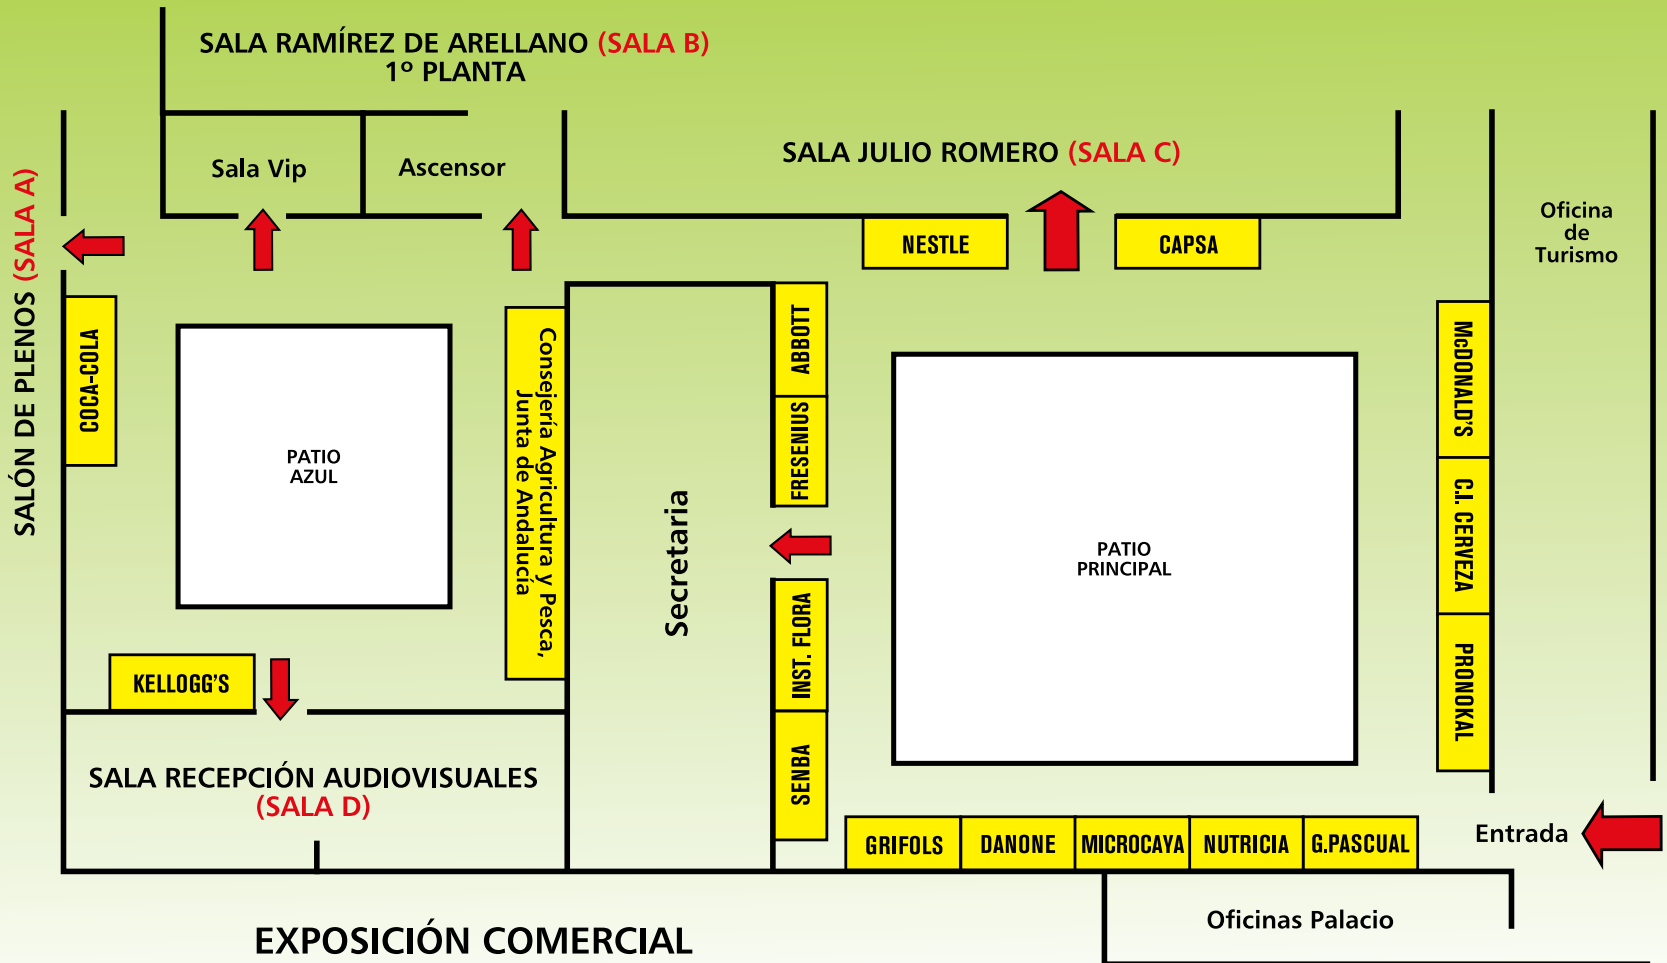 SALA RAMÍREZ DE ARELLANO (SALA B)
1º PLANTA
Sala Vip
Ascensor
SALA JULIO ROMERO (SALA C)
SALÓN DE PLENOS (SALA A)
NESTLE
CAPSA
Oficina
de
Turismo
COCA-COLA
PATIO
AZUL
Consejería Agricultura y Pesca,
Junta de Andalucía
Secretaria
ABBOTT
FRESENIUS
INST. FLORA
SENBA
PATIO
PRINCIPAL
McDONALD'S
C.I. CERVEZA
PRONOKAL
KELLOGG'S
SALA RECEPCIÓN AUDIOVISUALES
(SALA D)
GRIFOLS
DANONE
MICROCAYA
NUTRICIA
G.PASCUAL
Entrada
Oficinas Palacio
EXPOSICIÓN COMERCIAL